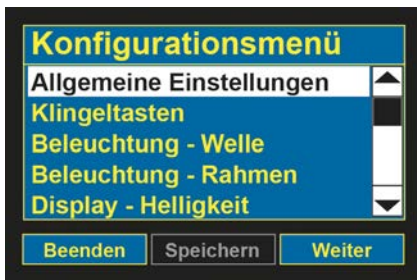 Konfigurationsmenü
Allgemeine Einstellungen
Klingeltasten
Beleuchtung - Welle
Beleuchtung - Rahmen
Display - Helligkeit
Beenden Speichern Weiter